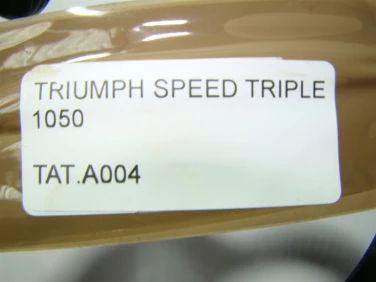 TRIUMPH SPEED TRIPLE
1050
TAT.A004